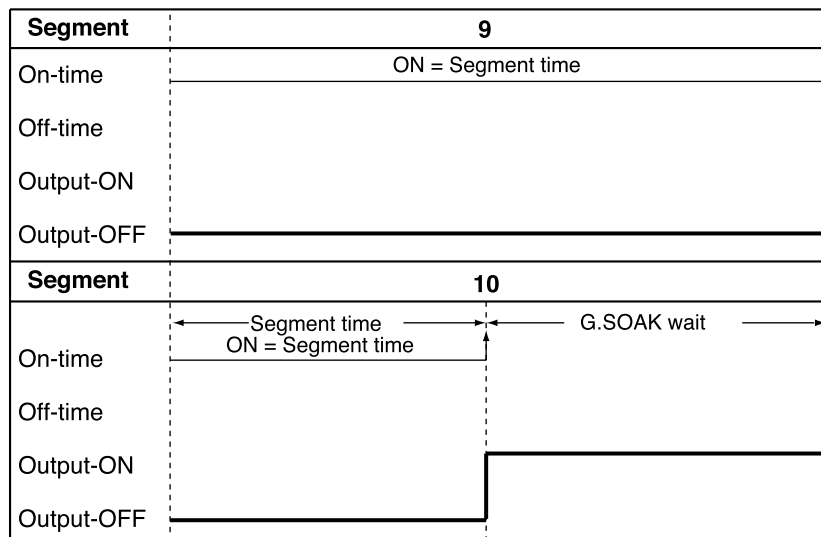 Segment 9
On-time ON = Segment time
Off-time
Output-ON
Output-OFF
Segment 10
Segment time G.SOAK wait
ON = Segment time
On-time
Off-time
Output-ON
Output-OFF